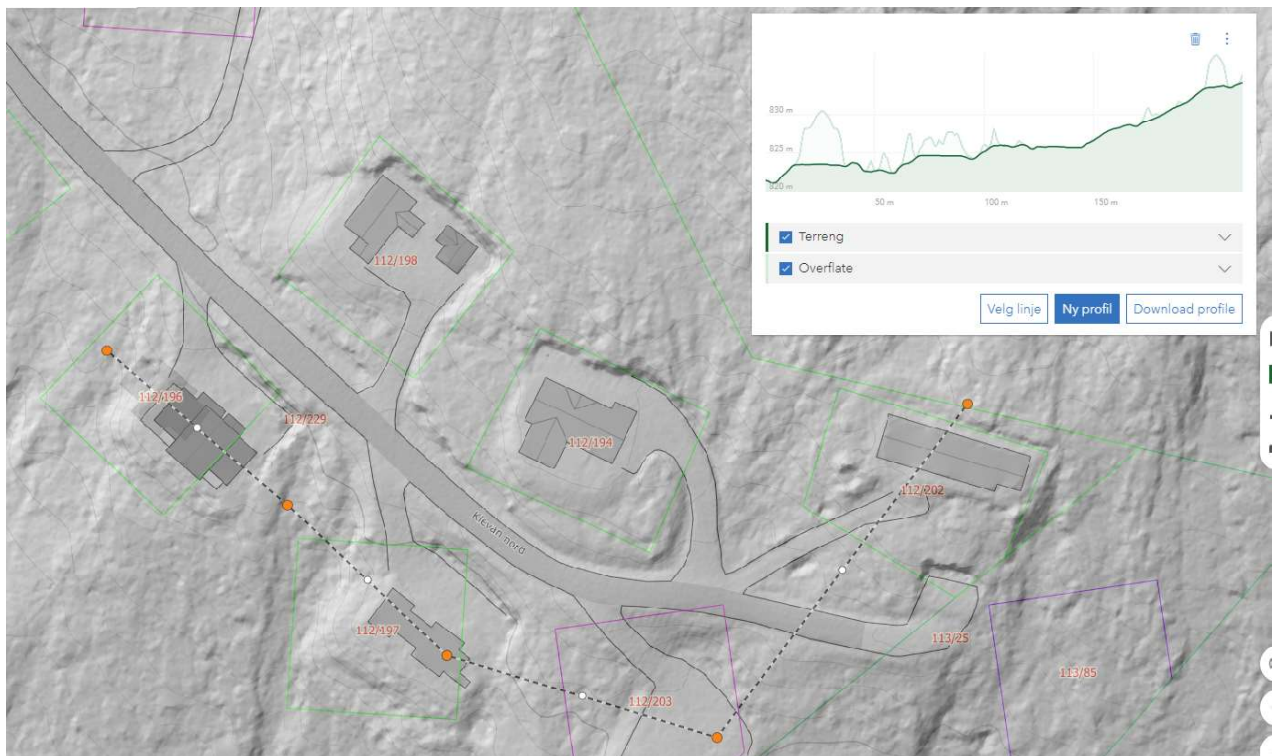 830 m
825 m
820 m
50 m
100 m
150 m
Terreng
Overflate
Velg linje
Ny profil
Download profile
112/198
112/196
112/229
112/194
112/202
Kløvan nord
112/197
113/25
113/85
112/203